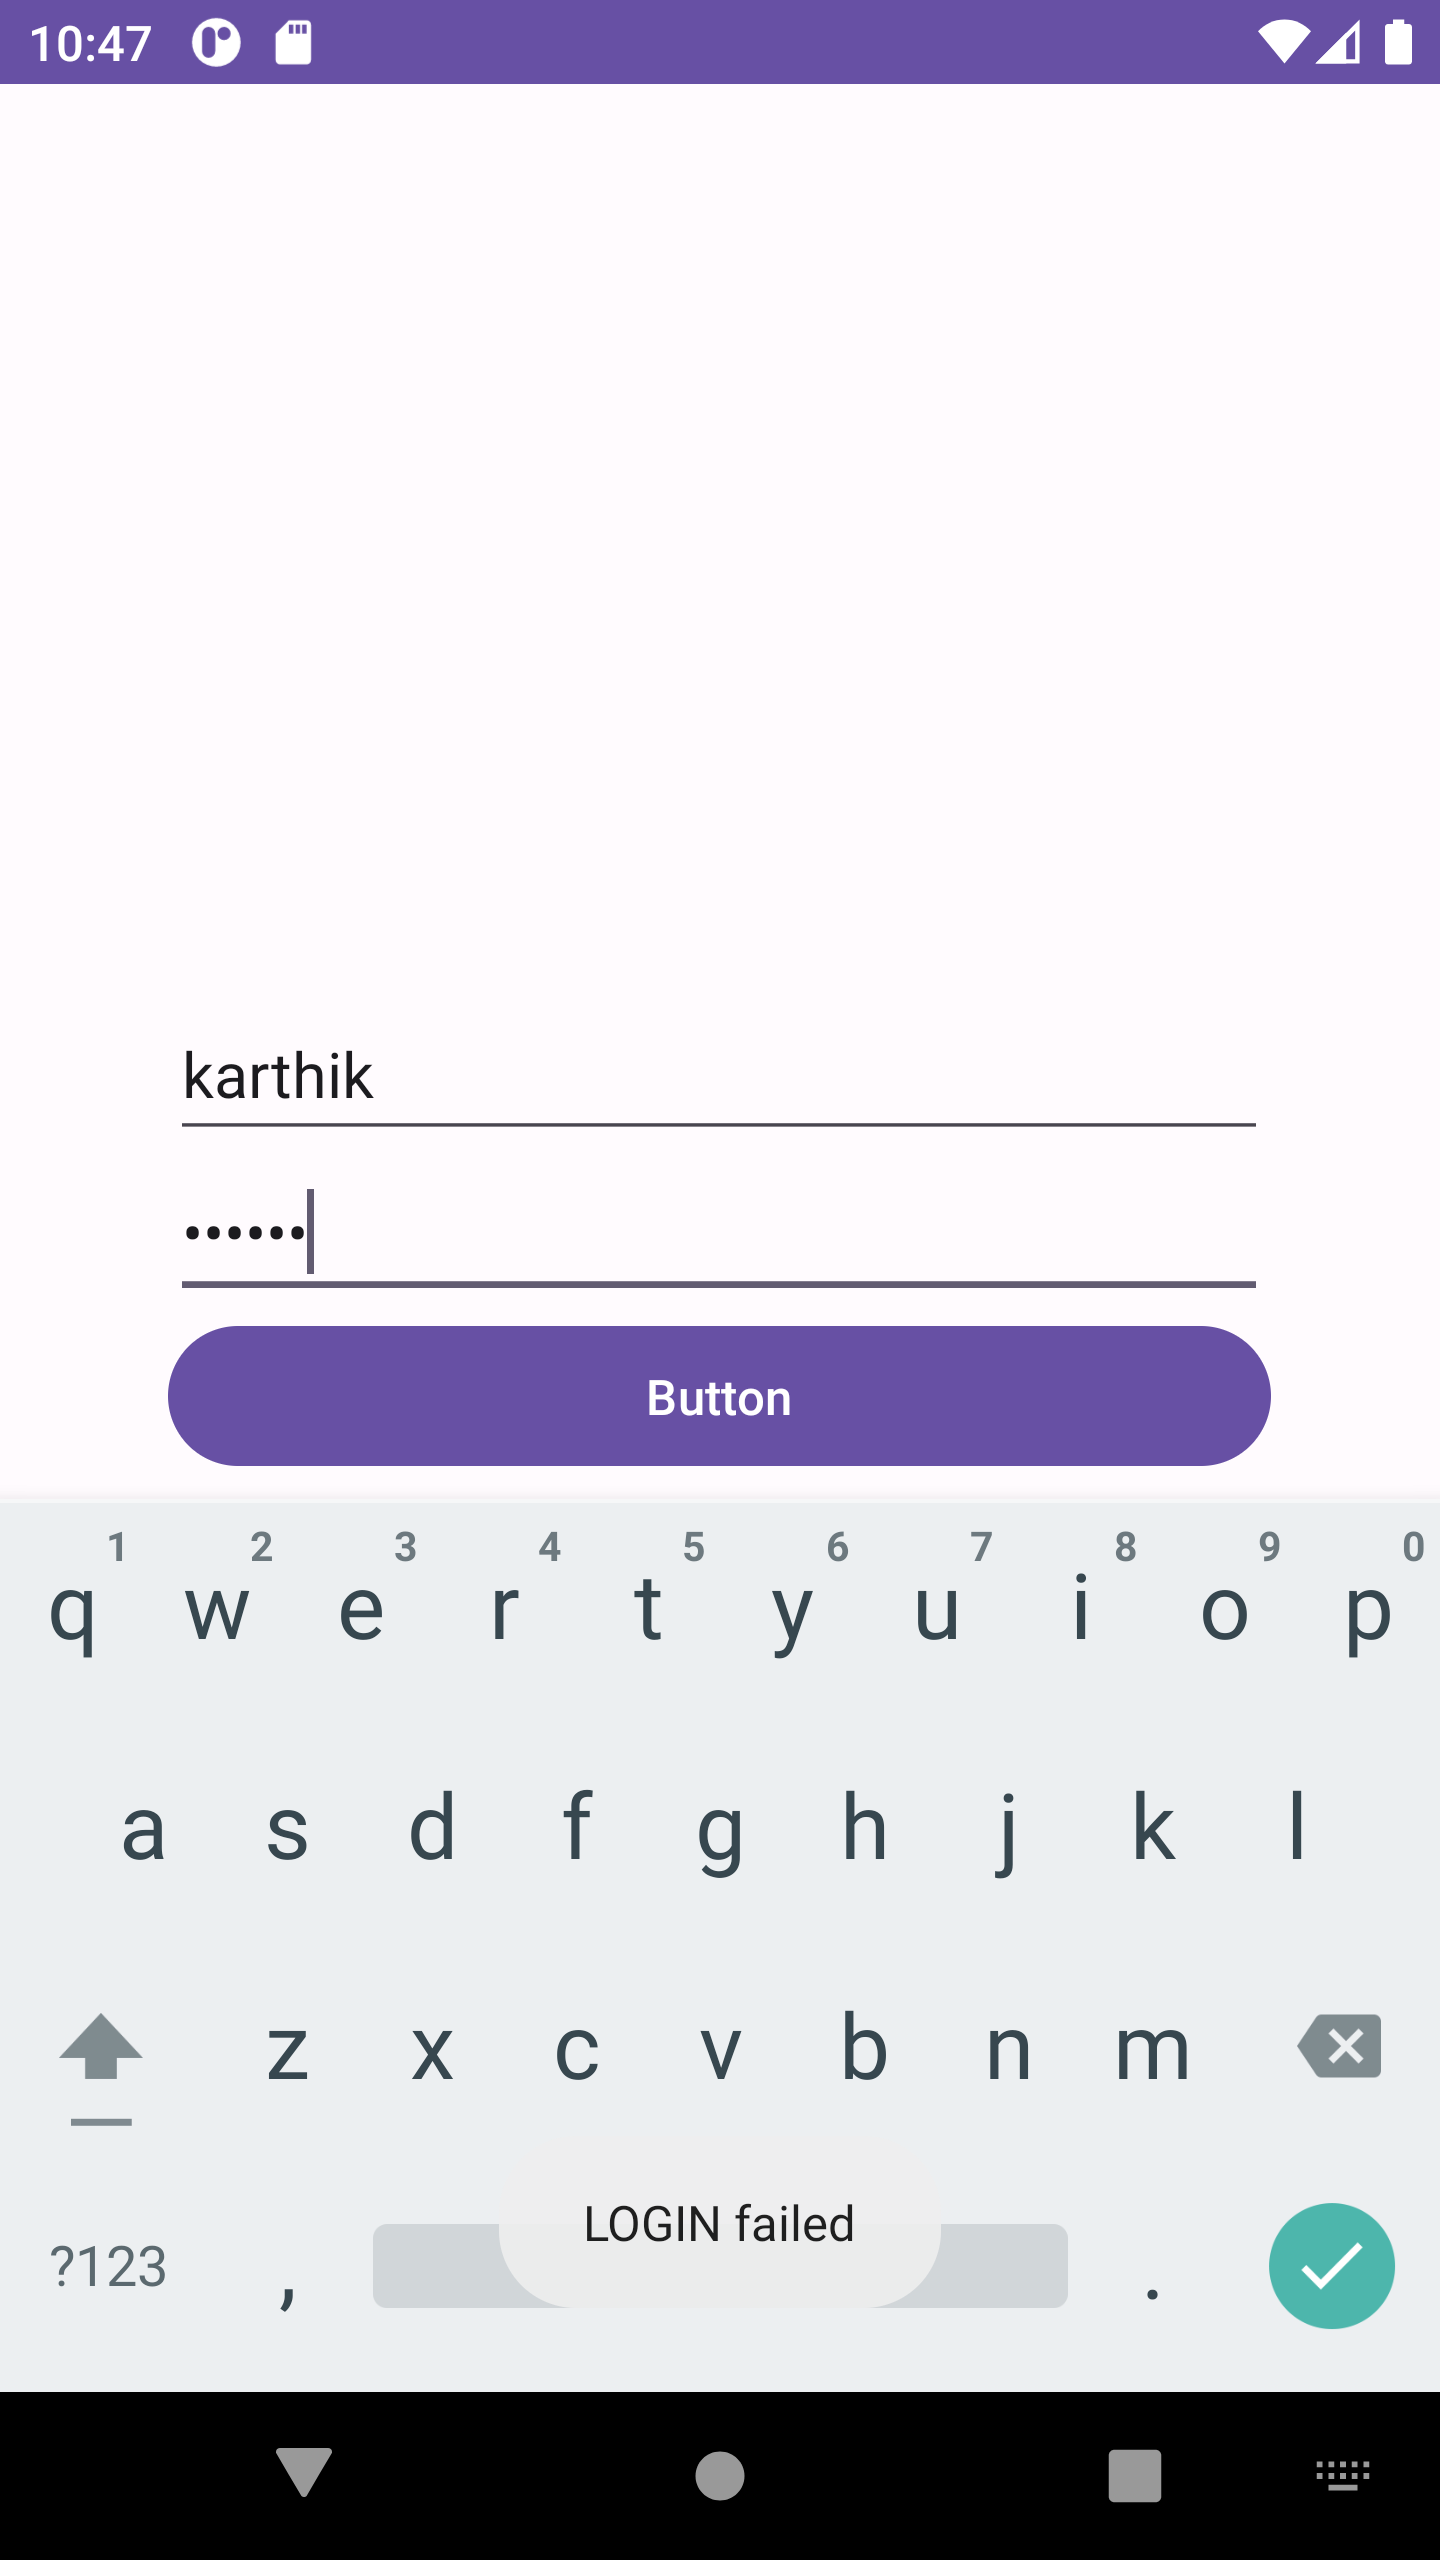 10:47
karthik
••••••
Button
1 2 3 4 5 6 7 8 9 0
q w e r t y u i o p
a s d f g h j k l
z x c v b n m
LOGIN failed
?123 , .